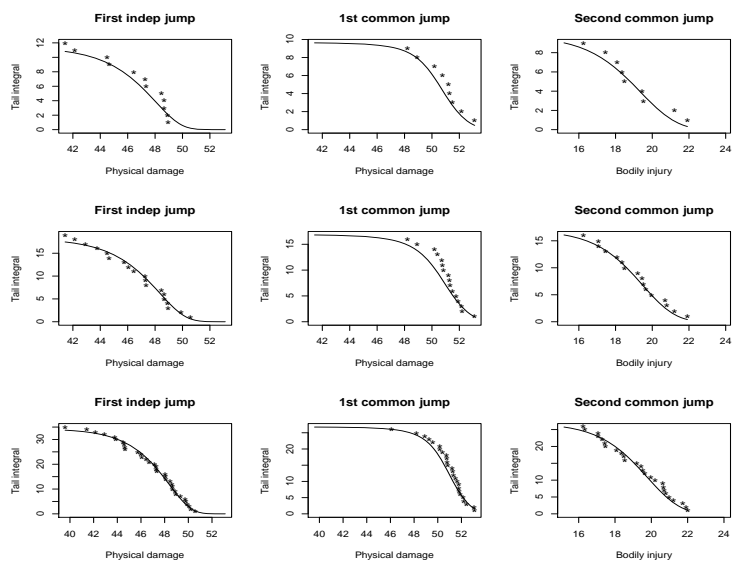 First indep jump
12
10
8
6
4
2
0
Tail integral
42 44 46 48 50 52
Physical damage
1st common jump
10
8
6
4
2
0
Tail integral
42 44 46 48 50 52
Physical damage
Second common jump
8
6
4
2
0
Tail integral
16 18 20 22 24
Bodily injury
First indep jump
15
10
5
0
Tail integral
42 44 46 48 50 52
Physical damage
1st common jump
15
10
5
0
Tail integral
42 44 46 48 50 52
Physical damage
Second common jump
15
10
5
0
Tail integral
16 18 20 22 24
Bodily injury
First indep jump
30
20
10
0
Tail integral
40 42 44 46 48 50 52
Physical damage
1st common jump
20
10
5
0
Tail integral
40 42 44 46 48 50 52
Physical damage
Second common jump
20
10
5
0
Tail integral
16 18 20 22 24
Bodily injury